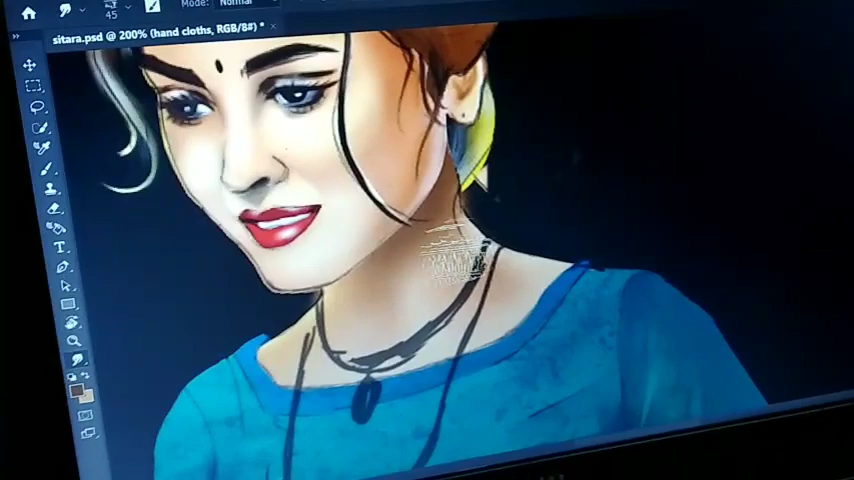 Mode: Normal
45
sitara.psd @ 200% (hand cloths, RGB/8#) *